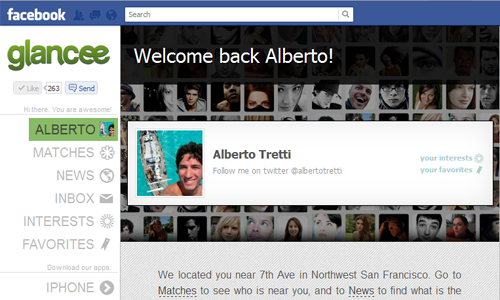 facebook
Search
glancee
Welcome back Alberto!
Like 263 Send
Hi there. You are awesome!
ALBERTO
MATCHES
NEWS
INBOX
INTERESTS
FAVORITES
Download our apps:
IPHONE
Alberto Tretti
Follow me on twitter @albertotretti
your interests
your favorites
We located you near 7th Ave in Northwest San Francisco. Go to
Matches to see who is near you, and to News to find what is the